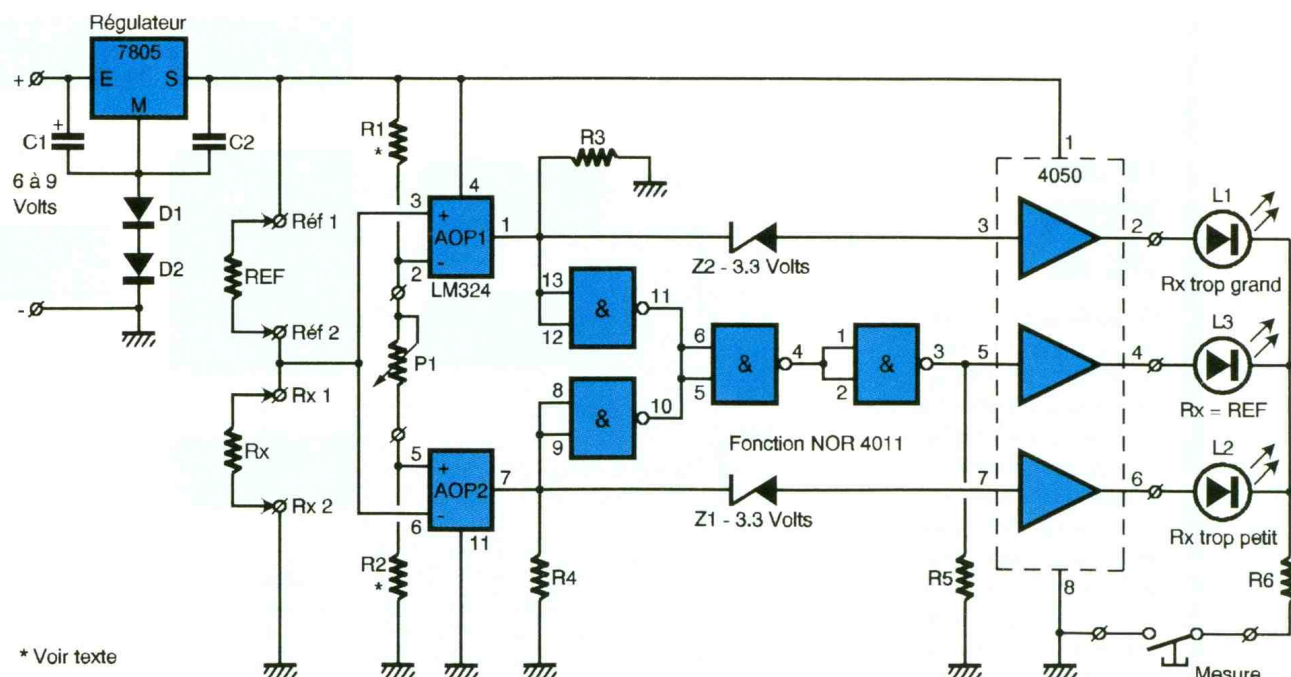 Régulateur
7805
+ E S
M
C1 + C2
6 à 9
Volts
D1
D2
-
Réf 1
REF
Réf 2
Rx 1
Rx
Rx 2
R1
*
P1
R2
*
3 + AOP1 1
4
- 2
LM324
5 + AOP2 7
- 6
11
R3
R4
Z2 - 3.3 Volts
13
12
&
11
8
9
&
10
6
5
&
4
1
2
&
3
Fonction NOR 4011
Z1 - 3.3 Volts
R5
1
4050
3 2
5 4
7 6
8
L1
Rx trop grand
L3
Rx = REF
L2
Rx trop petit
R6
Mesure
* Voir texte